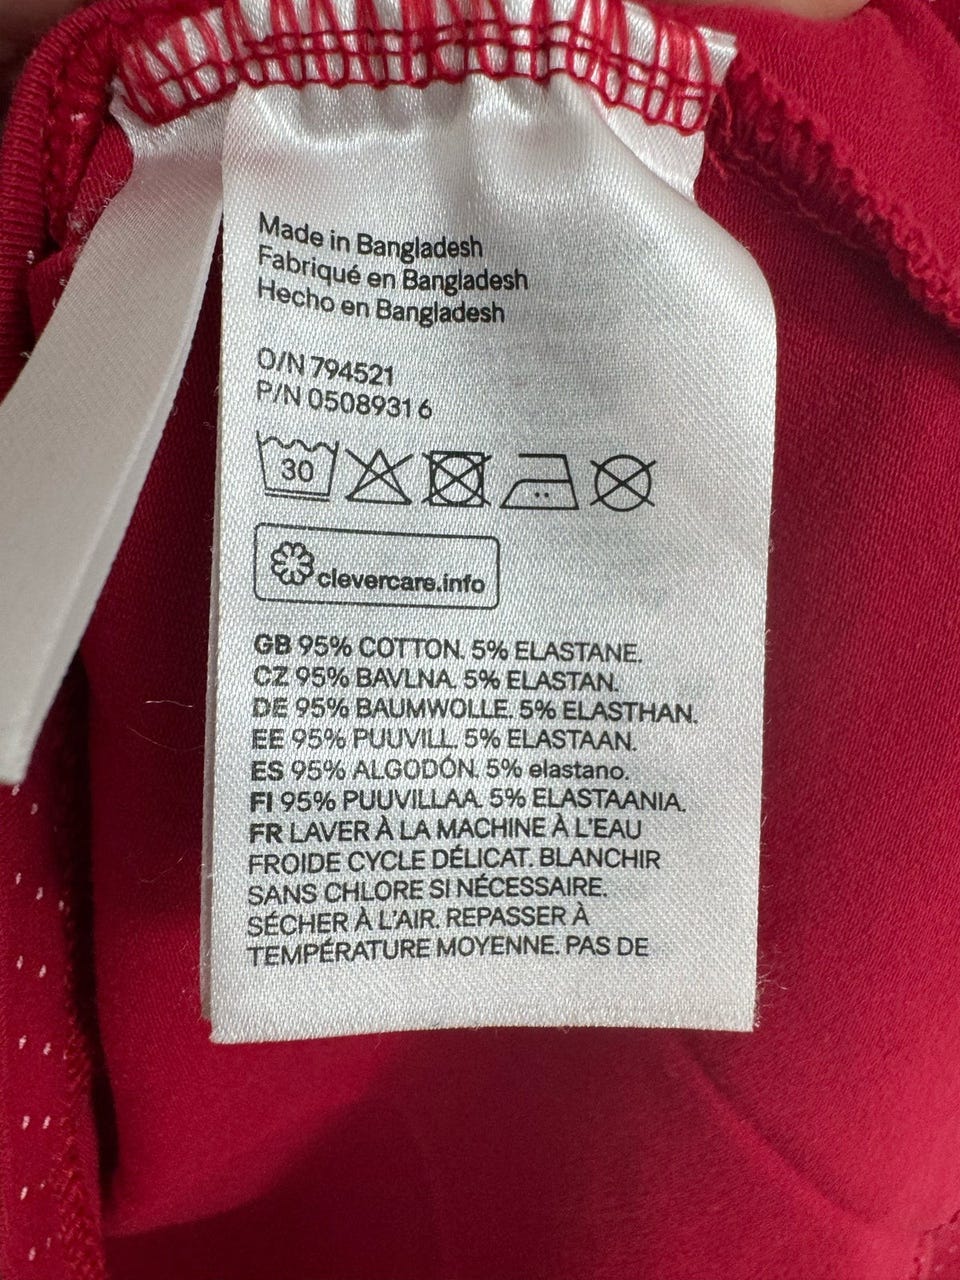 Made in Bangladesh
Fabriqué en Bangladesh
Hecho en Bangladesh
O/N 794521
P/N 05089316
30
clevercare.info
GB 95% COTTON. 5% ELASTANE.
CZ 95% BAVLNA. 5% ELASTAN.
DE 95% BAUMWOLLE. 5% ELASTHAN.
EE 95% PUUVILL. 5% ELASTAAN.
ES 95% ALGODÓN. 5% elastano.
FI 95% PUUVILLAA. 5% ELASTAANIA.
FR LAVER À LA MACHINE À L'EAU
FROIDE CYCLE DÉLICAT. BLANCHIR
SANS CHLORE SI NÉCESSAIRE.
SÉCHER À L'AIR. REPASSER À
TEMPÉRATURE MOYENNE. PAS DE